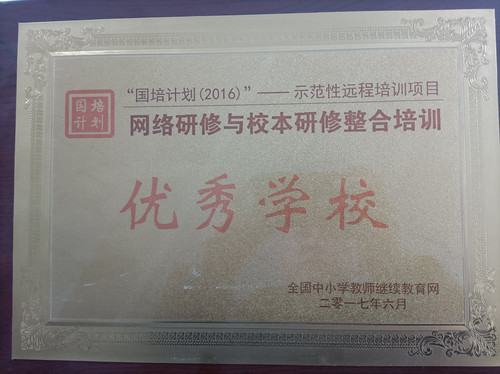 国培
计划
“国培计划(2016)”——示范性远程培训项目
网络研修与校本研修整合培训
优秀学校
全国中小学教师继续教育网
二零一七年六月